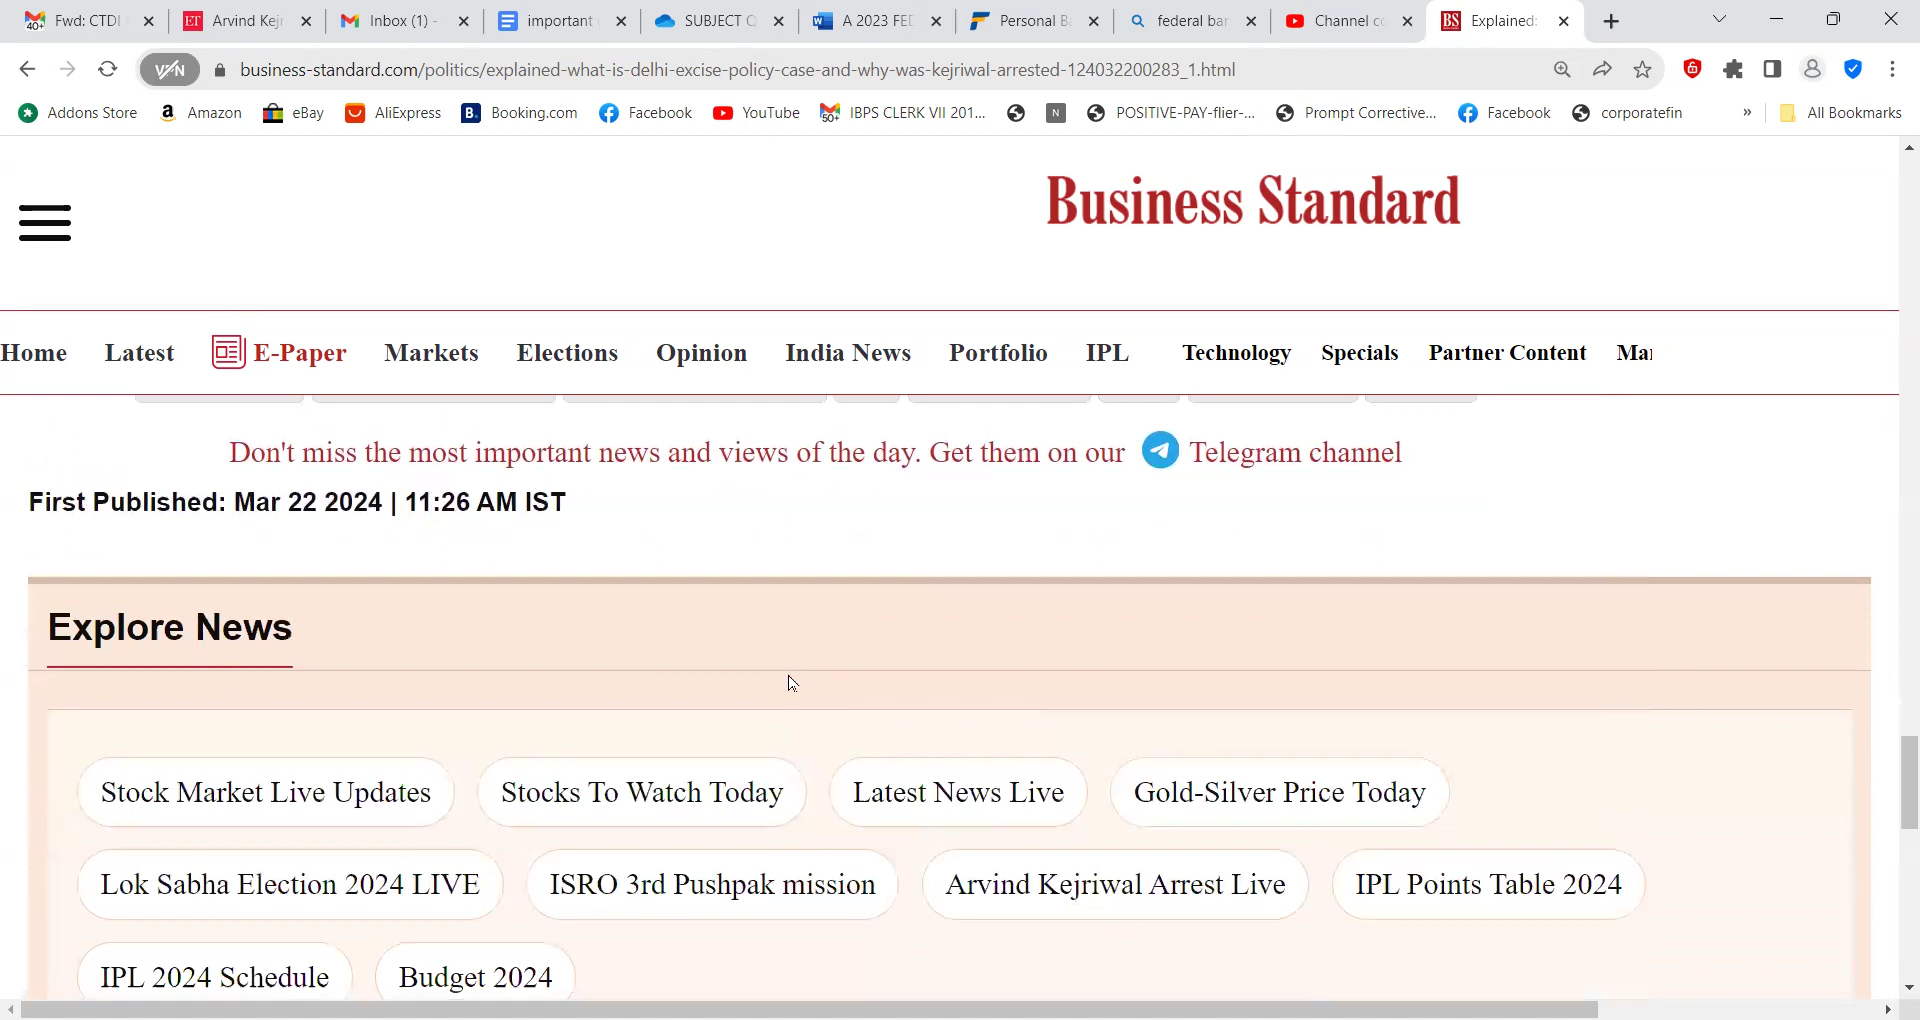 Fwd: CTDI
Arvind Kejr
Inbox (1) -
important
SUBJECT Q
A 2023 FED
Personal Ba
federal bar
Channel co
Explained:
VPN
business-standard.com/politics/explained-what-is-delhi-excise-policy-case-and-why-was-kejriwal-arrested-124032200283_1.html
Addons Store
Amazon
eBay
AliExpress
Booking.com
Facebook
YouTube
IBPS CLERK VII 201...
POSITIVE-PAY-flier-...
Prompt Corrective...
Facebook
corporatefin
»
All Bookmarks
Business Standard
Home Latest E-Paper Markets Elections Opinion India News Portfolio IPL Technology Specials Partner Content Mar
Don't miss the most important news and views of the day. Get them on our Telegram channel
First Published: Mar 22 2024 | 11:26 AM IST
Explore News
Stock Market Live Updates
Stocks To Watch Today
Latest News Live
Gold-Silver Price Today
Lok Sabha Election 2024 LIVE
ISRO 3rd Pushpak mission
Arvind Kejriwal Arrest Live
IPL Points Table 2024
IPL 2024 Schedule
Budget 2024